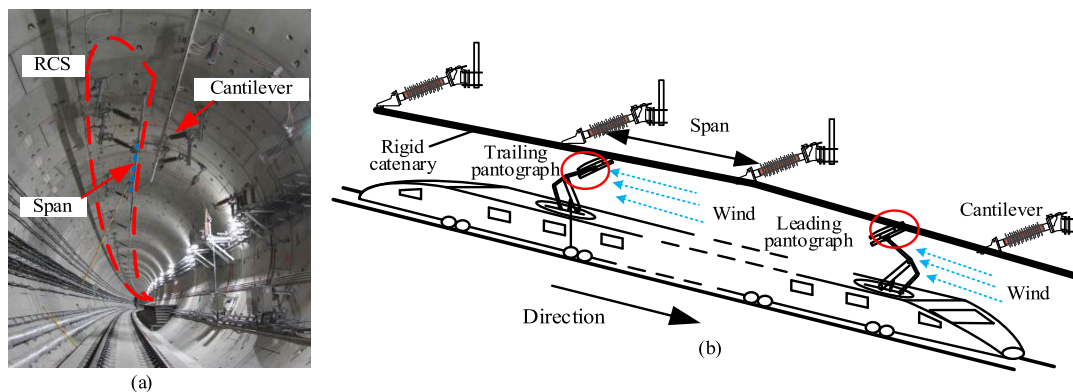 RCS
Cantilever
Span
(a)
Rigid
catenary
Trailing
pantograph
Span
Wind
Leading
pantograph
Cantilever
Wind
Direction
(b)